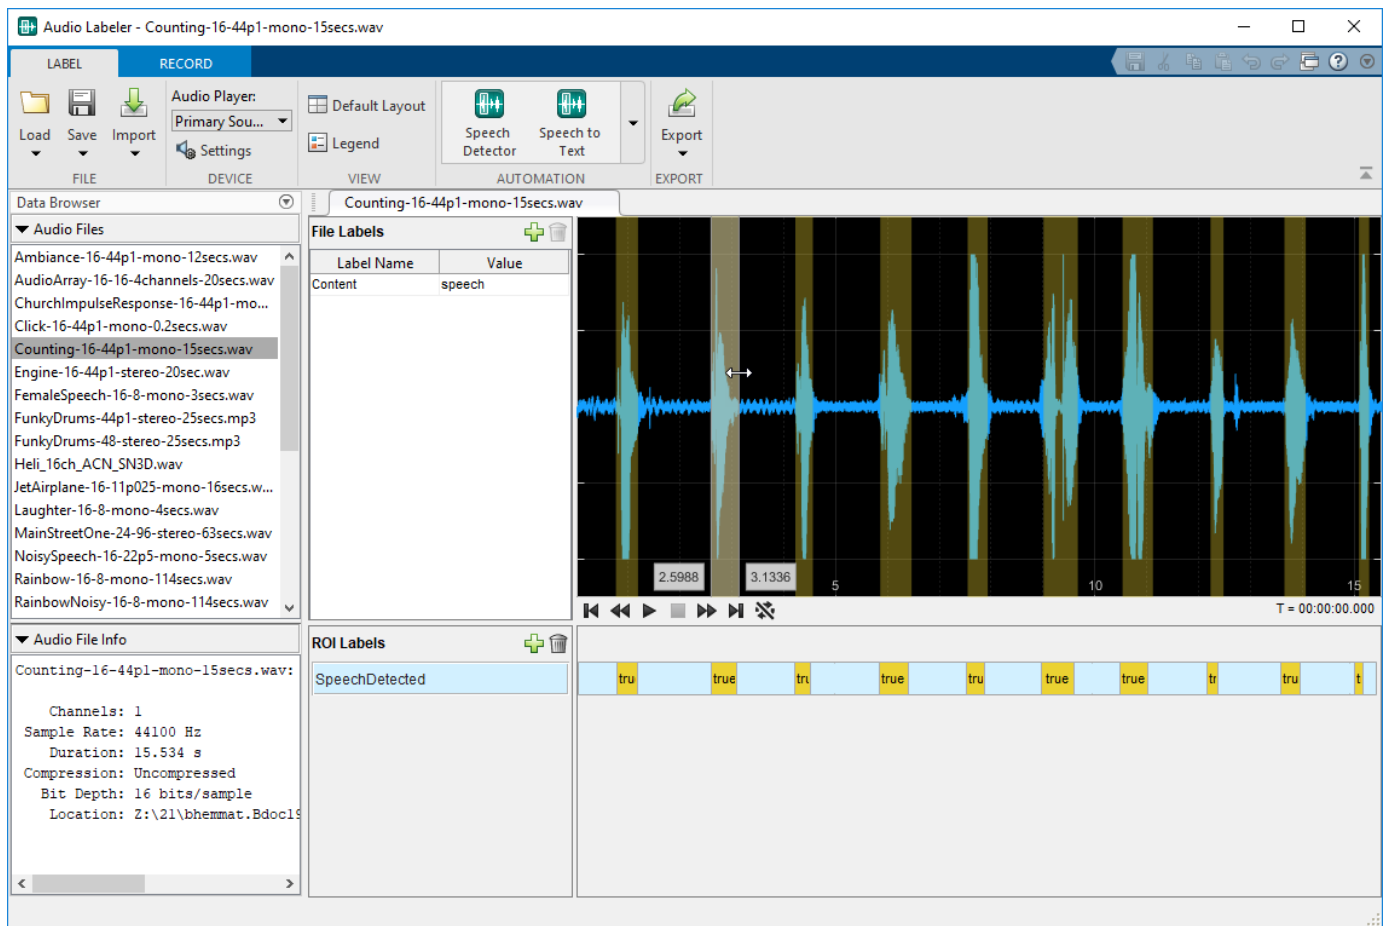 Audio Labeler - Counting-16-44p1-mono-15secs.wav
LABEL RECORD
Load Save Import
FILE
Audio Player:
Primary Sou...
Settings
DEVICE
Default Layout
Legend
VIEW
Speech Detector
Speech to Text
AUTOMATION
Export
EXPORT
Data Browser
Audio Files
Ambiance-16-44p1-mono-12secs.wav
AudioArray-16-16-4channels-20secs.wav
ChurchImpulseResponse-16-44p1-mo...
Click-16-44p1-mono-0.2secs.wav
Counting-16-44p1-mono-15secs.wav
Engine-16-44p1-stereo-20sec.wav
FemaleSpeech-16-8-mono-3secs.wav
FunkyDrums-44p1-stereo-25secs.mp3
FunkyDrums-48-stereo-25secs.mp3
Heli_16ch_ACN_SN3D.wav
JetAirplane-16-11p025-mono-16secs.w...
Laughter-16-8-mono-4secs.wav
MainStreetOne-24-96-stereo-63secs.wav
NoisySpeech-16-22p5-mono-5secs.wav
Rainbow-16-8-mono-114secs.wav
RainbowNoisy-16-8-mono-114secs.wav
Audio File Info
Counting-16-44p1-mono-15secs.wav:
Channels: 1
Sample Rate: 44100 Hz
Duration: 15.534 s
Compression: Uncompressed
Bit Depth: 16 bits/sample
Location: Z:\21\bhemmat.Bdoc19
Counting-16-44p1-mono-15secs.wav
File Labels
Label Name Value
Content speech
2.5988 3.1336 5 10 15
T = 00:00:00.000
ROI Labels
SpeechDetected
tru true tru true tru true true tr tru t